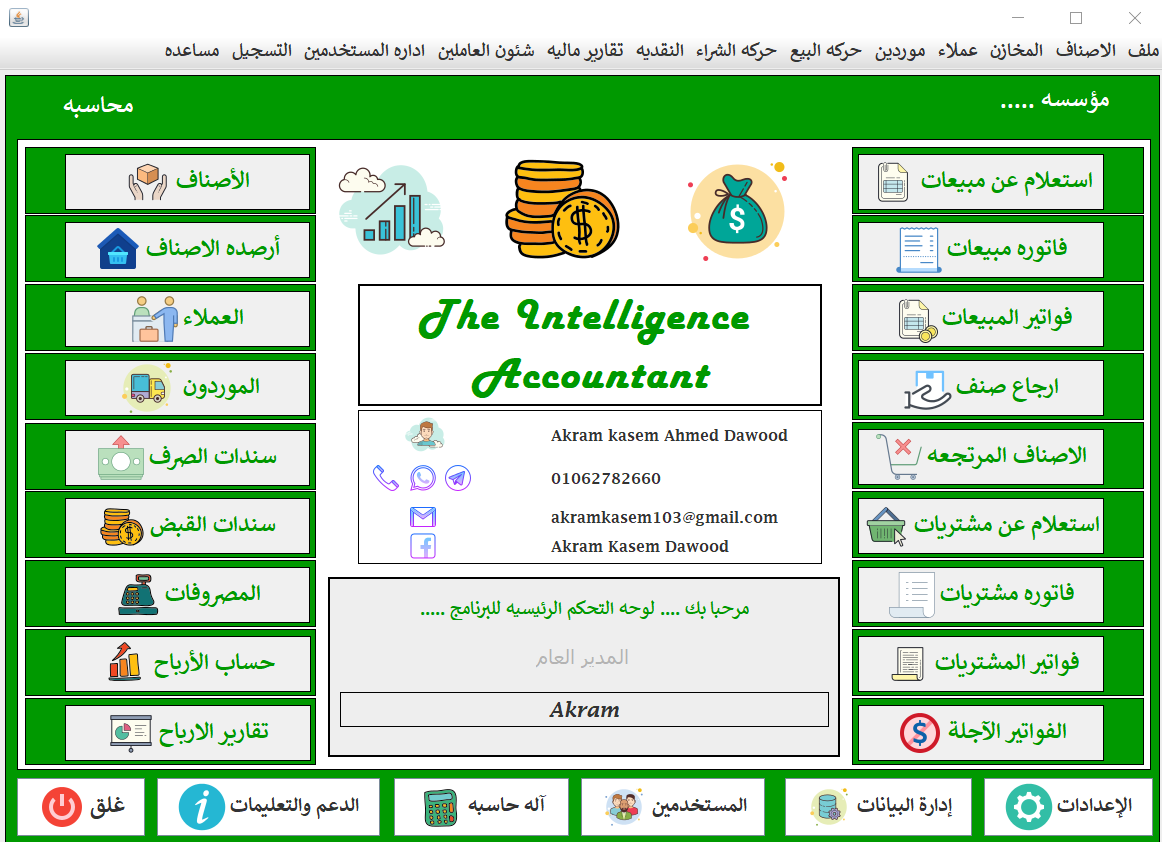 ملف الاصناف المخازن عملاء موردين حركه البيع حركه الشراء النقديه تقارير ماليه شئون العاملين اداره المستخدمين التسجيل مساعده
مؤسسه .....
محاسبه
استعلام عن مبيعات
فاتوره مبيعات
فواتير المبيعات
ارجاع صنف
الاصناف المرتجعه
استعلام عن مشتريات
فاتوره مشتريات
فواتير المشتريات
الفواتير الآجلة
The Intelligence
Accountant
Akram kasem Ahmed Dawood
01062782660
akramkasem103@gmail.com
Akram Kasem Dawood
مرحبا بك .... لوحه التحكم الرئيسيه للبرنامج .....
المدير العام
Akram
الأصناف
أرصده الاصناف
العملاء
الموردون
سندات الصرف
سندات القبض
المصروفات
حساب الأرباح
تقارير الارباح
الإعدادات
إدارة البيانات
المستخدمين
آله حاسبه
الدعم والتعليمات
غلق